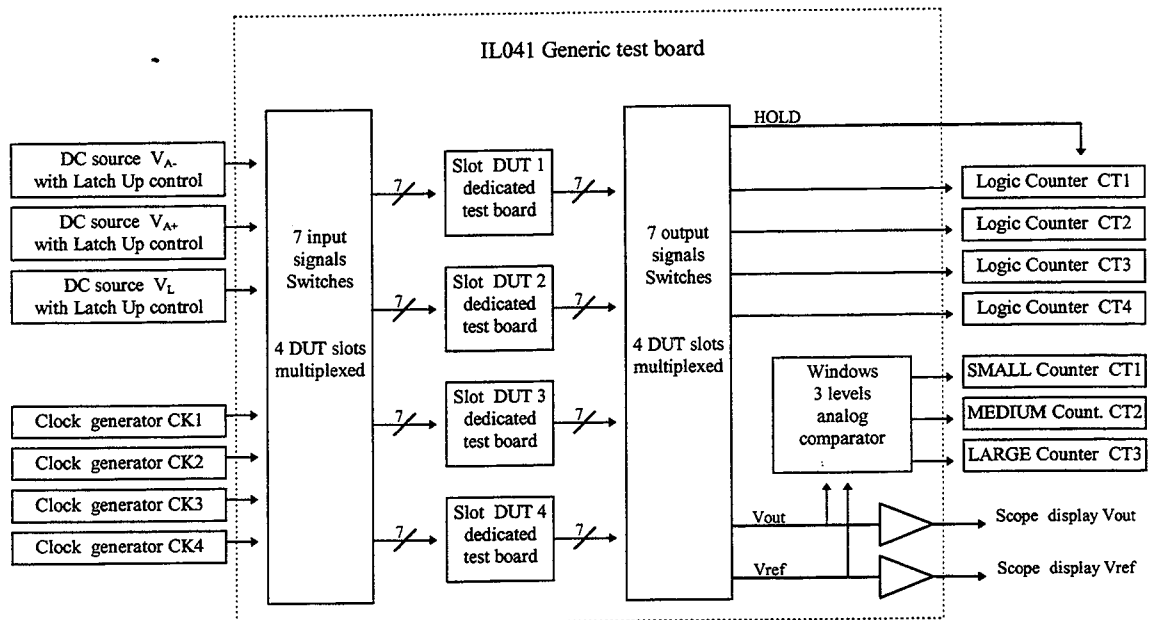 IL041 Generic test board
DC source VA-
with Latch Up control
DC source VA+
with Latch Up control
DC source VL
with Latch Up control
Clock generator CK1
Clock generator CK2
Clock generator CK3
Clock generator CK4
7 input
signals
Switches
4 DUT slots
multiplexed
7
7
7
7
Slot DUT 1
dedicated
test board
Slot DUT 2
dedicated
test board
Slot DUT 3
dedicated
test board
Slot DUT 4
dedicated
test board
7
7
7
7
7 output
signals
Switches
4 DUT slots
multiplexed
HOLD
Logic Counter CT1
Logic Counter CT2
Logic Counter CT3
Logic Counter CT4
Windows
3 levels
analog
comparator
SMALL Counter CT1
MEDIUM Count. CT2
LARGE Counter CT3
Vout
Scope display Vout
Vref
Scope display Vref